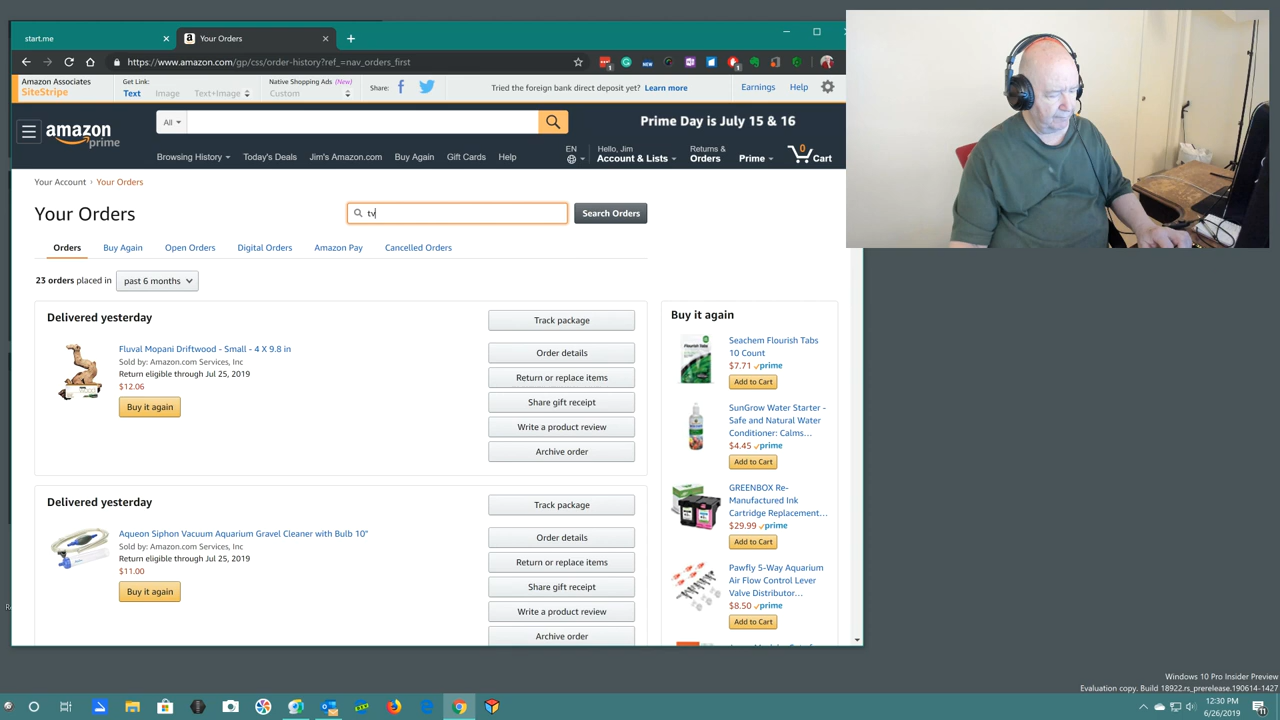 start.me
Your Orders
https://www.amazon.com/gp/css/order-history?ref_=nav_orders_first
Amazon Associates
SiteStripe
Get Link:
Text Image Text+Image
Native Shopping Ads (New)
Custom
Share:
Tried the foreign bank direct deposit yet? Learn more
Earnings Help
amazon
prime
All
Prime Day is July 15 & 16
Browsing History Today's Deals Jim's Amazon.com Buy Again Gift Cards Help
EN
Hello, Jim
Account & Lists
Returns &
Orders
Prime
0
Cart
Your Account › Your Orders
Your Orders
tv
Search Orders
Orders Buy Again Open Orders Digital Orders Amazon Pay Cancelled Orders
23 orders placed in past 6 months
Delivered yesterday
Fluval Mopani Driftwood - Small - 4 X 9.8 in
Sold by: Amazon.com Services, Inc
Return eligible through Jul 25, 2019
$12.06
Buy it again
Track package
Order details
Return or replace items
Share gift receipt
Write a product review
Archive order
Delivered yesterday
Aqueon Siphon Vacuum Aquarium Gravel Cleaner with Bulb 10"
Sold by: Amazon.com Services, Inc
Return eligible through Jul 25, 2019
$11.00
Buy it again
Track package
Order details
Return or replace items
Share gift receipt
Write a product review
Archive order
Buy it again
Seachem Flourish Tabs
10 Count
$7.71 prime
Add to Cart
SunGrow Water Starter -
Safe and Natural Water
Conditioner: Calms…
$4.45 prime
Add to Cart
GREENBOX Re-
Manufactured Ink
Cartridge Replacement…
$29.99 prime
Add to Cart
Pawfly 5-Way Aquarium
Air Flow Control Lever
Valve Distributor…
$8.50 prime
Add to Cart
Windows 10 Pro Insider Preview
Evaluation copy. Build 18922.rs_prerelease.190614-1427
12:30 PM
6/26/2019